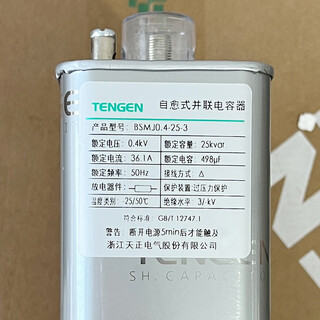 TENGEN 自愈式并联电容器
产品型号: BSMJ0.4-25-3
额定电压: 0.4kV 额定容量: 25kvar
额定电流: 36.1A 额定电容: 498μF
额定频率: 50Hz 接线方式: △
放电器件: 保护装置:过压力保护
温度类别:-25/50℃ 绝缘水平: 3/-kV
符合标准: GB/T 12747.1
警告: 断开电源5min后才能触及
浙江天正电气股份有限公司
TENGEN
SH. CAPACITOR